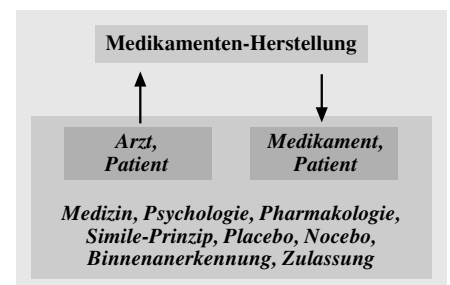 Medikamenten-Herstellung
Arzt,
Patient
Medikament,
Patient
Medizin, Psychologie, Pharmakologie,
Simile-Prinzip, Placebo, Nocebo,
Binnenanerkennung, Zulassung